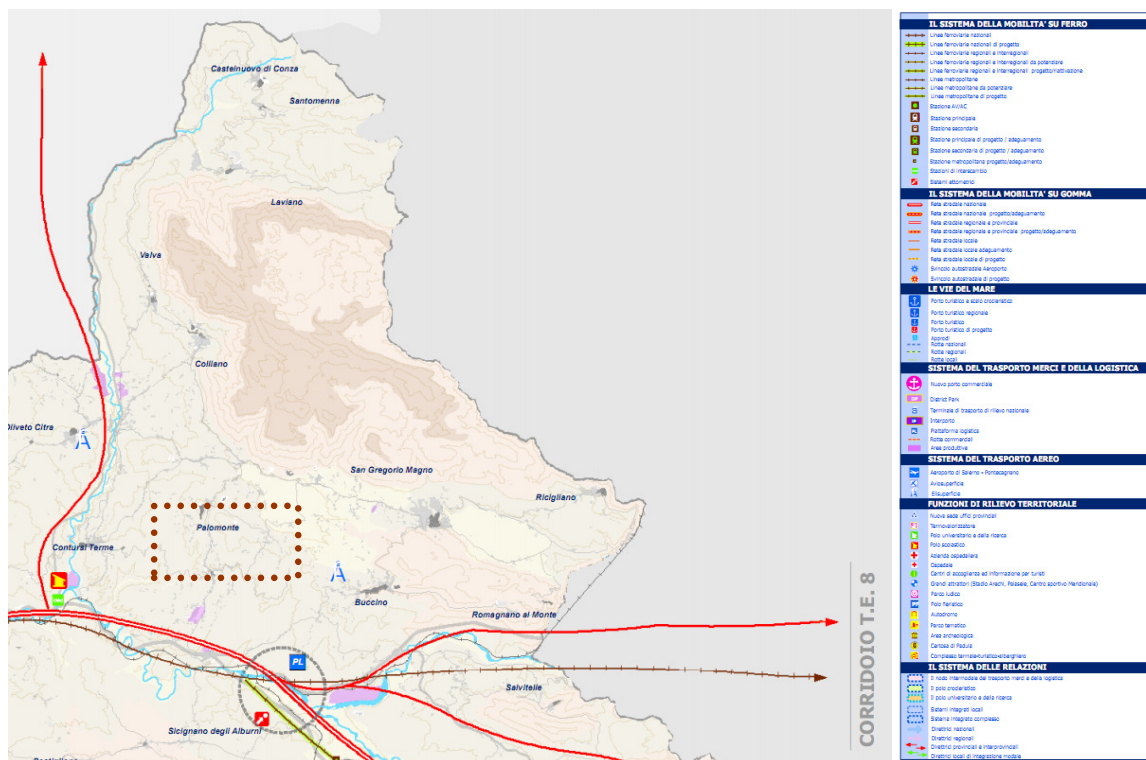 Castelnuovo di Conza
Santomenna
Laviano
Valva
Colliano
Oliveto Citra
San Gregorio Magno
Ricigliano
Palomonte
Contursi Terme
Buccino
Romagnano al Monte
PL
Salvitelle
Sicignano degli Alburni
CORRIDOIO T.E. 8
IL SISTEMA DELLA MOBILITA' SU FERRO
Linee ferroviarie nazionali
Linee ferroviarie nazionali di progetto
Linee ferroviarie regionali e interregionali
Linee ferroviarie regionali e interregionali da potenziare
Linee ferroviarie regionali e interregionali progetto/riattivazione
Linee metropolitane
Linee metropolitane da potenziare
Linee metropolitane di progetto
Stazione AV/AC
Stazione principale
Stazione secondaria
Stazione principale di progetto / adeguamento
Stazione secondaria di progetto / adeguamento
Stazione metropolitana progetto/adeguamento
Stazioni di interscambio
Sistemi ettometrici
IL SISTEMA DELLA MOBILITA' SU GOMMA
Rete stradale nazionale
Rete stradale nazionale progetto/adeguamento
Rete stradale regionale e provinciale
Rete stradale regionale e provinciale progetto/adeguamento
Rete stradale locale
Rete stradale locale adeguamento
Rete stradale locale di progetto
Svincolo autostradale Aeroporto
Svincolo autostradale di progetto
LE VIE DEL MARE
Porto turistico e scalo crocieristico
Porto turistico regionale
Porto turistico
Porto turistico di progetto
Approdi
Rotte nazionali
Rotte regionali
Rotte locali
SISTEMA DEL TRASPORTO MERCI E DELLA LOGISTICA
Nuovo porto commerciale
District Park
Terminale di trasporto di rilievo nazionale
Interporto
Piattaforma logistica
Rotte commerciali
Aree produttive
SISTEMA DEL TRASPORTO AEREO
Aeroporto di Salerno - Pontecagnano
Aviosuperficie
Elisuperficie
FUNZIONI DI RILIEVO TERRITORIALE
Nuova sede uffici provinciali
Termovalorizzatore
Polo universitario e della ricerca
Polo scolastico
Azienda ospedaliera
Ospedale
Centri di accoglienza ed informazione per turisti
Grandi attrattori (Stadio Arechi, Palasele, Centro sportivo Meridionale)
Parco ludico
Polo fieristico
Autodromo
Parco tematico
Area archeologica
Certosa di Padula
Complesso termale-turistico-alberghiero
IL SISTEMA DELLE RELAZIONI
Il nodo intermodale del trasporto merci e della logistica
Il polo crocieristico
Il polo universitario e della ricerca
Sistemi integrati locali
Sistema integrato complesso
Direttrici nazionali
Direttrici regionali
Direttrici provinciali e interprovinciali
Direttrici locali di integrazione modale